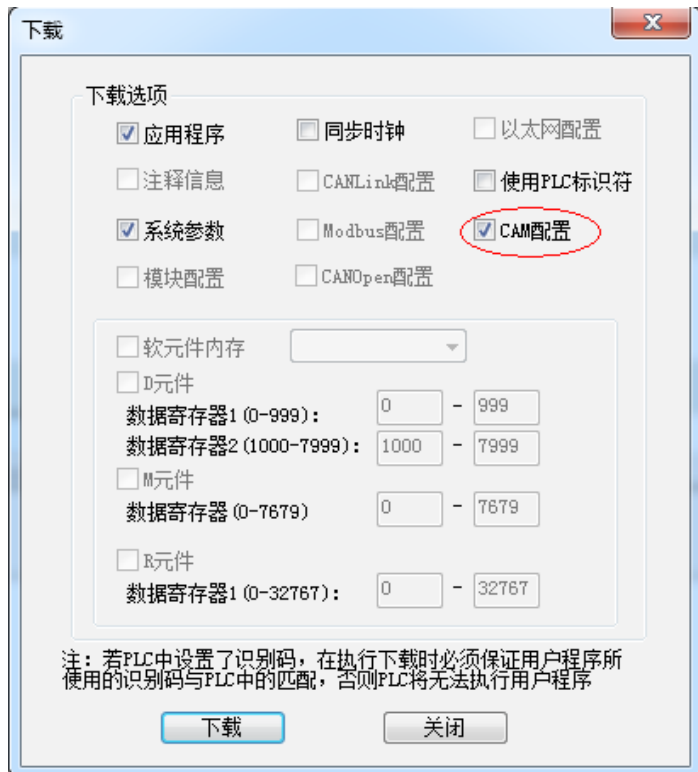 下载
下载选项
应用程序 同步时钟 以太网配置
注释信息 CANLink配置 使用PLC标识符
系统参数 Modbus配置 CAM配置
模块配置 CANOpen配置
软元件内存
D元件
数据寄存器1(0-999): 0 - 999
数据寄存器2(1000-7999): 1000 - 7999
M元件
数据寄存器(0-7679) 0 - 7679
R元件
数据寄存器1(0-32767): 0 - 32767
注: 若PLC中设置了识别码, 在执行下载时必须保证用户程序所
使用的识别码与PLC中的匹配, 否则PLC将无法执行用户程序
下载 关闭